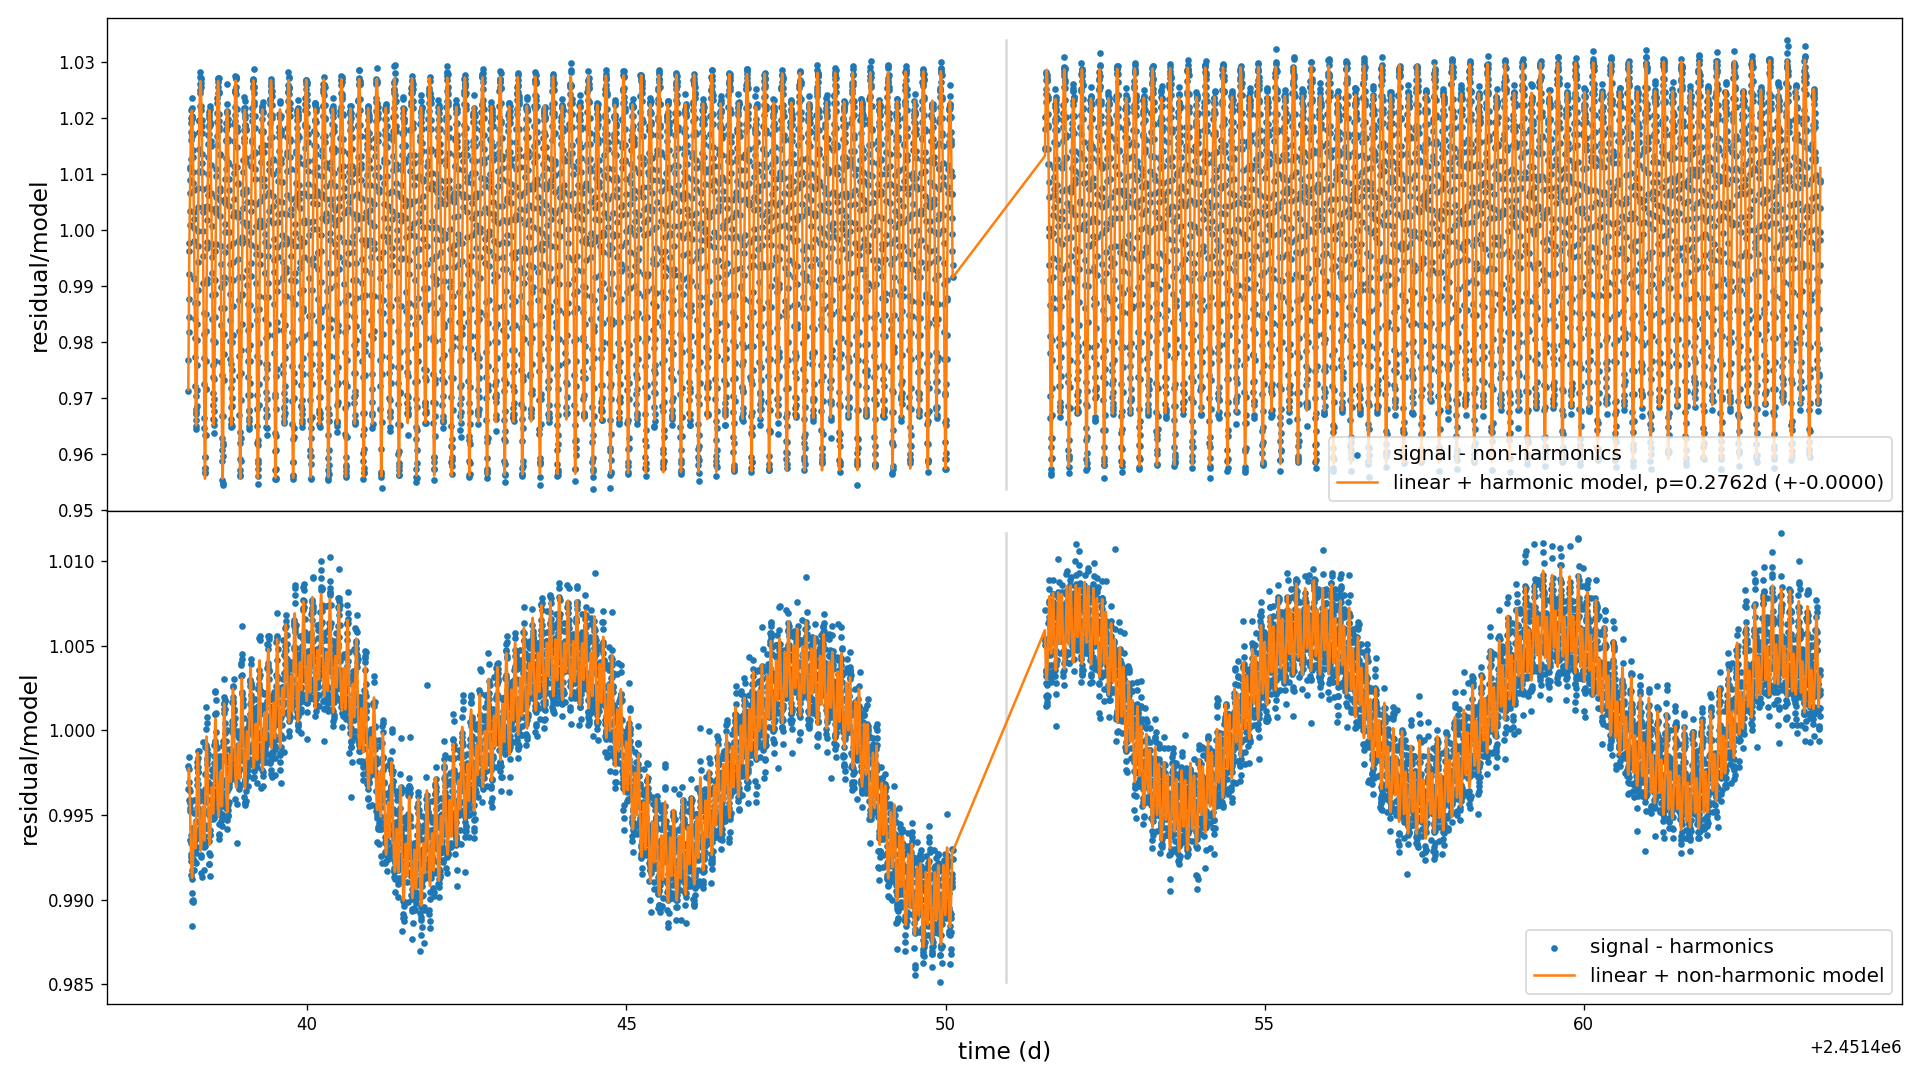 1.03
1.02
1.01
1.00
0.99
0.98
0.97
0.96
0.95
residual/model
signal - non-harmonics
linear + harmonic model, p=0.2762d (+-0.0000)
1.010
1.005
1.000
0.995
0.990
0.985
residual/model
signal - harmonics
linear + non-harmonic model
40 45 50 55 60
time (d)
+2.4514e6